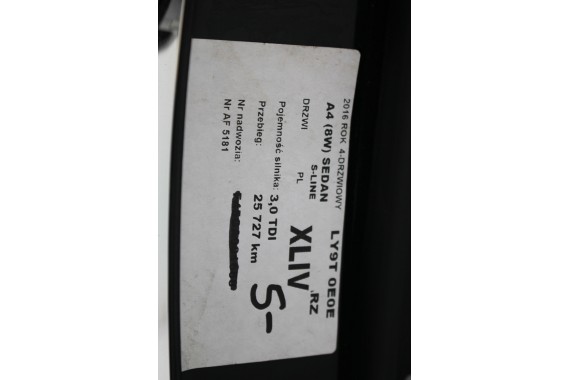 2016 ROK 4-DRZWIOWY LY9T 0E0E
A4 (8W) SEDAN
S-LINE RZ
DRZWI PL XLIV
Pojemność silnika: 3,0 TDI
Przebieg: 25 727 km
5-
Nr nadwozia:
Nr AF 5181